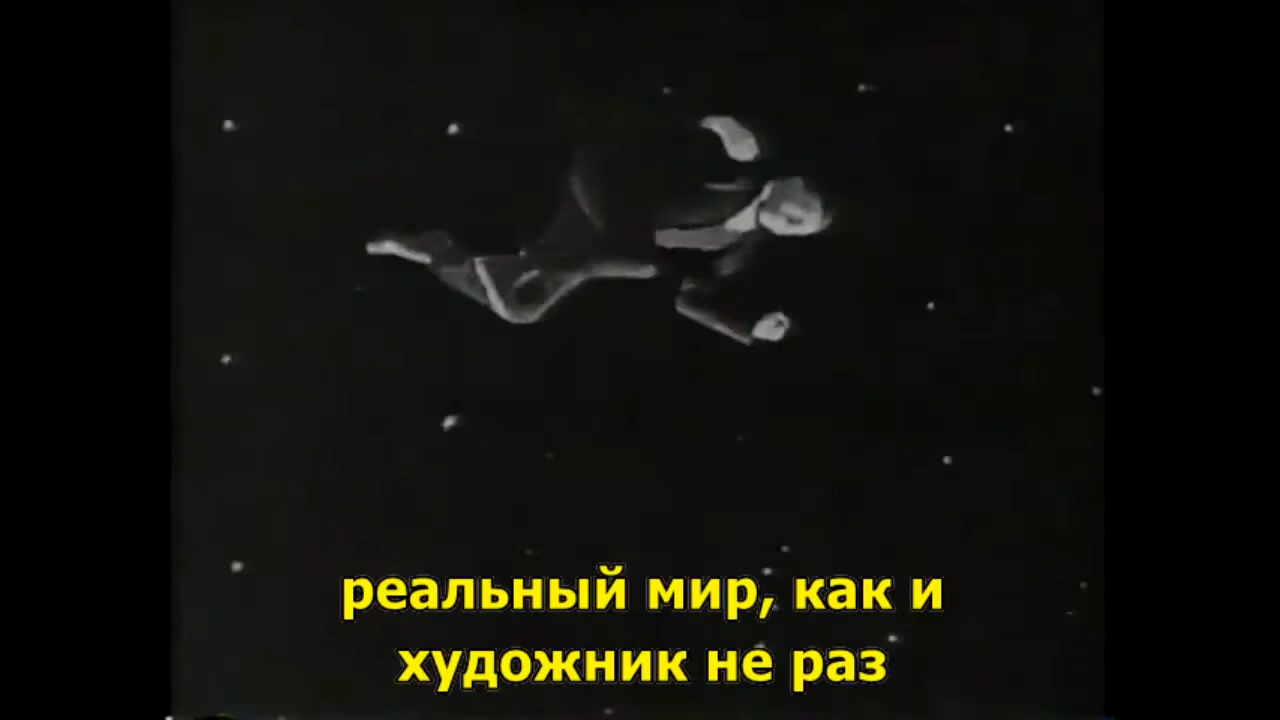 реальный мир, как и
художник не раз